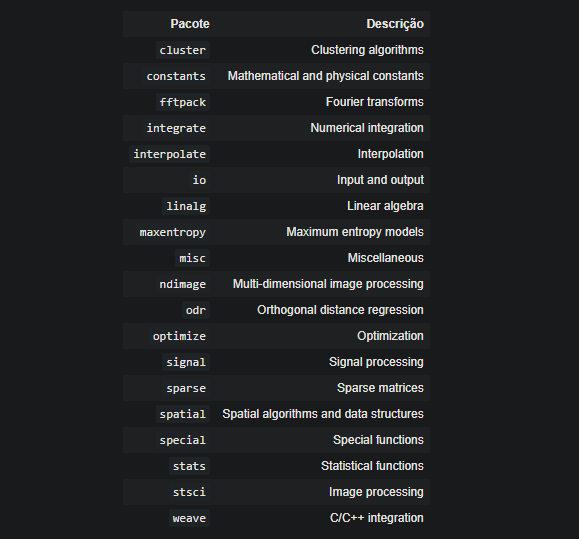 Pacote Descrição
cluster Clustering algorithms
constants Mathematical and physical constants
fftpack Fourier transforms
integrate Numerical integration
interpolate Interpolation
io Input and output
linalg Linear algebra
maxentropy Maximum entropy models
misc Miscellaneous
ndimage Multi-dimensional image processing
odr Orthogonal distance regression
optimize Optimization
signal Signal processing
sparse Sparse matrices
spatial Spatial algorithms and data structures
special Special functions
stats Statistical functions
stsci Image processing
weave C/C++ integration